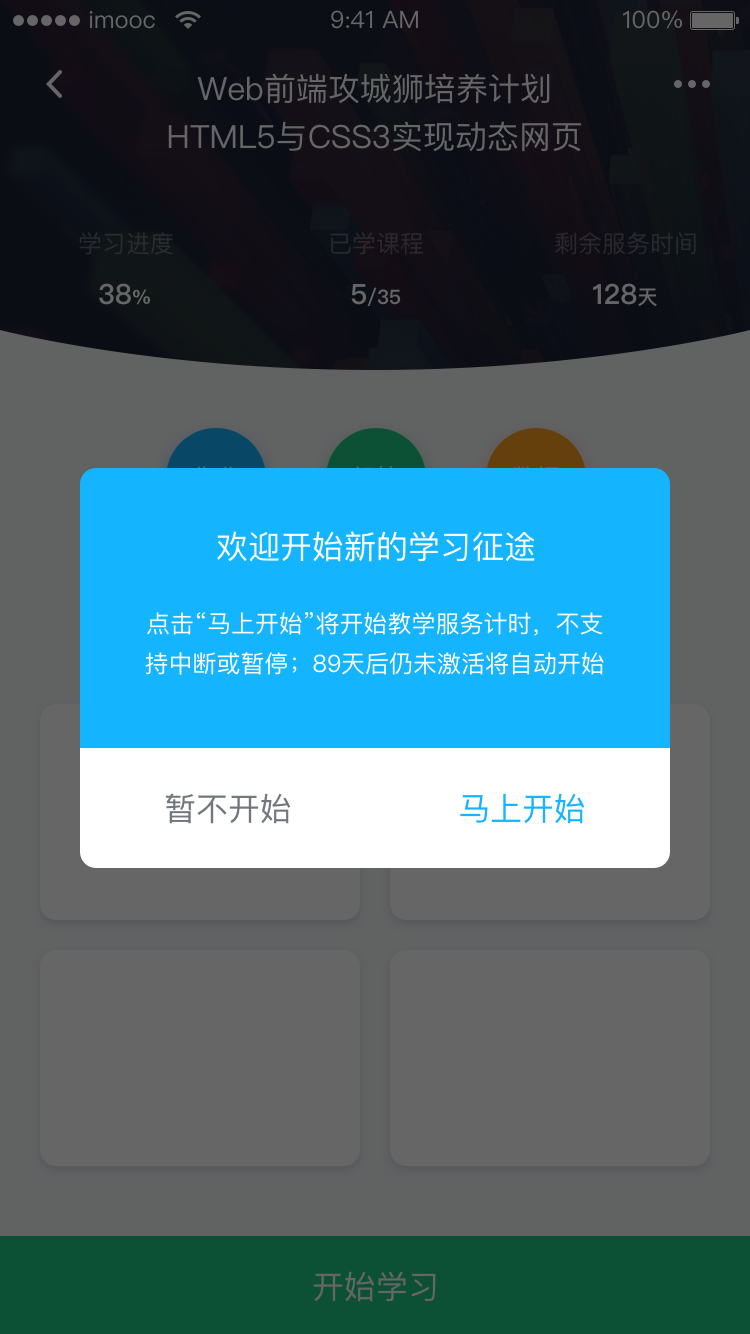 imooc 9:41 AM 100%
Web前端攻城狮培养计划
HTML5与CSS3实现动态网页
学习进度 已学课程 剩余服务时间
38% 5/35 128天
欢迎开始新的学习征途
点击“马上开始”将开始教学服务计时，不支
持中断或暂停；89天后仍未激活将自动开始
暂不开始 马上开始
开始学习